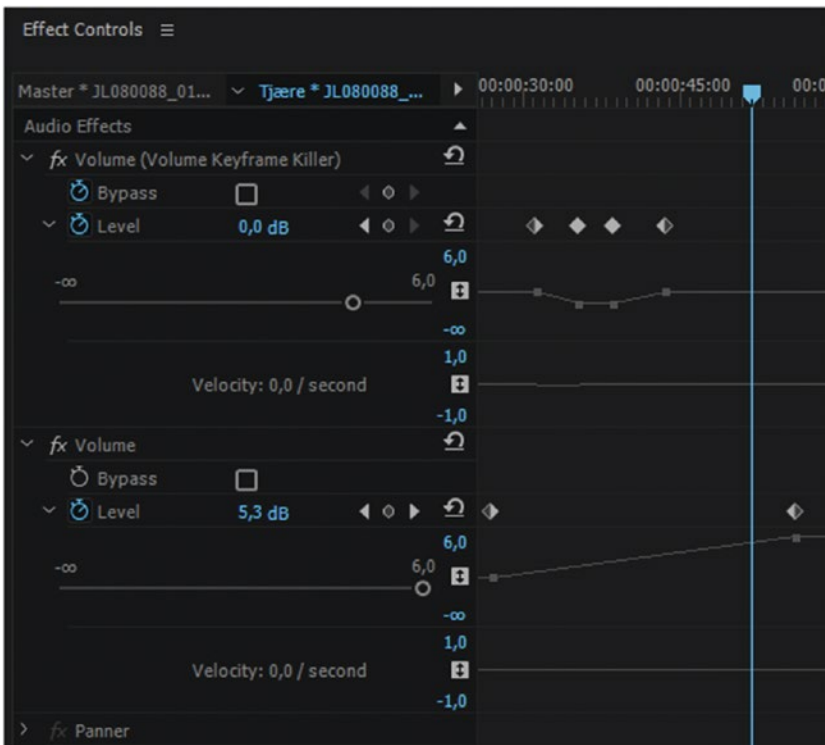 Effect Controls
Master * JL080088_01... Tjære * JL080088_... 00:00:30:00 00:00:45:00 00:0
Audio Effects
fx Volume (Volume Keyframe Killer)
Bypass
Level 0,0 dB
6,0
-∞ 6,0
-∞
1,0
Velocity: 0,0 / second
-1,0
fx Volume
Bypass
Level 5,3 dB
6,0
-∞ 6,0
-∞
1,0
Velocity: 0,0 / second
-1,0
fx Panner